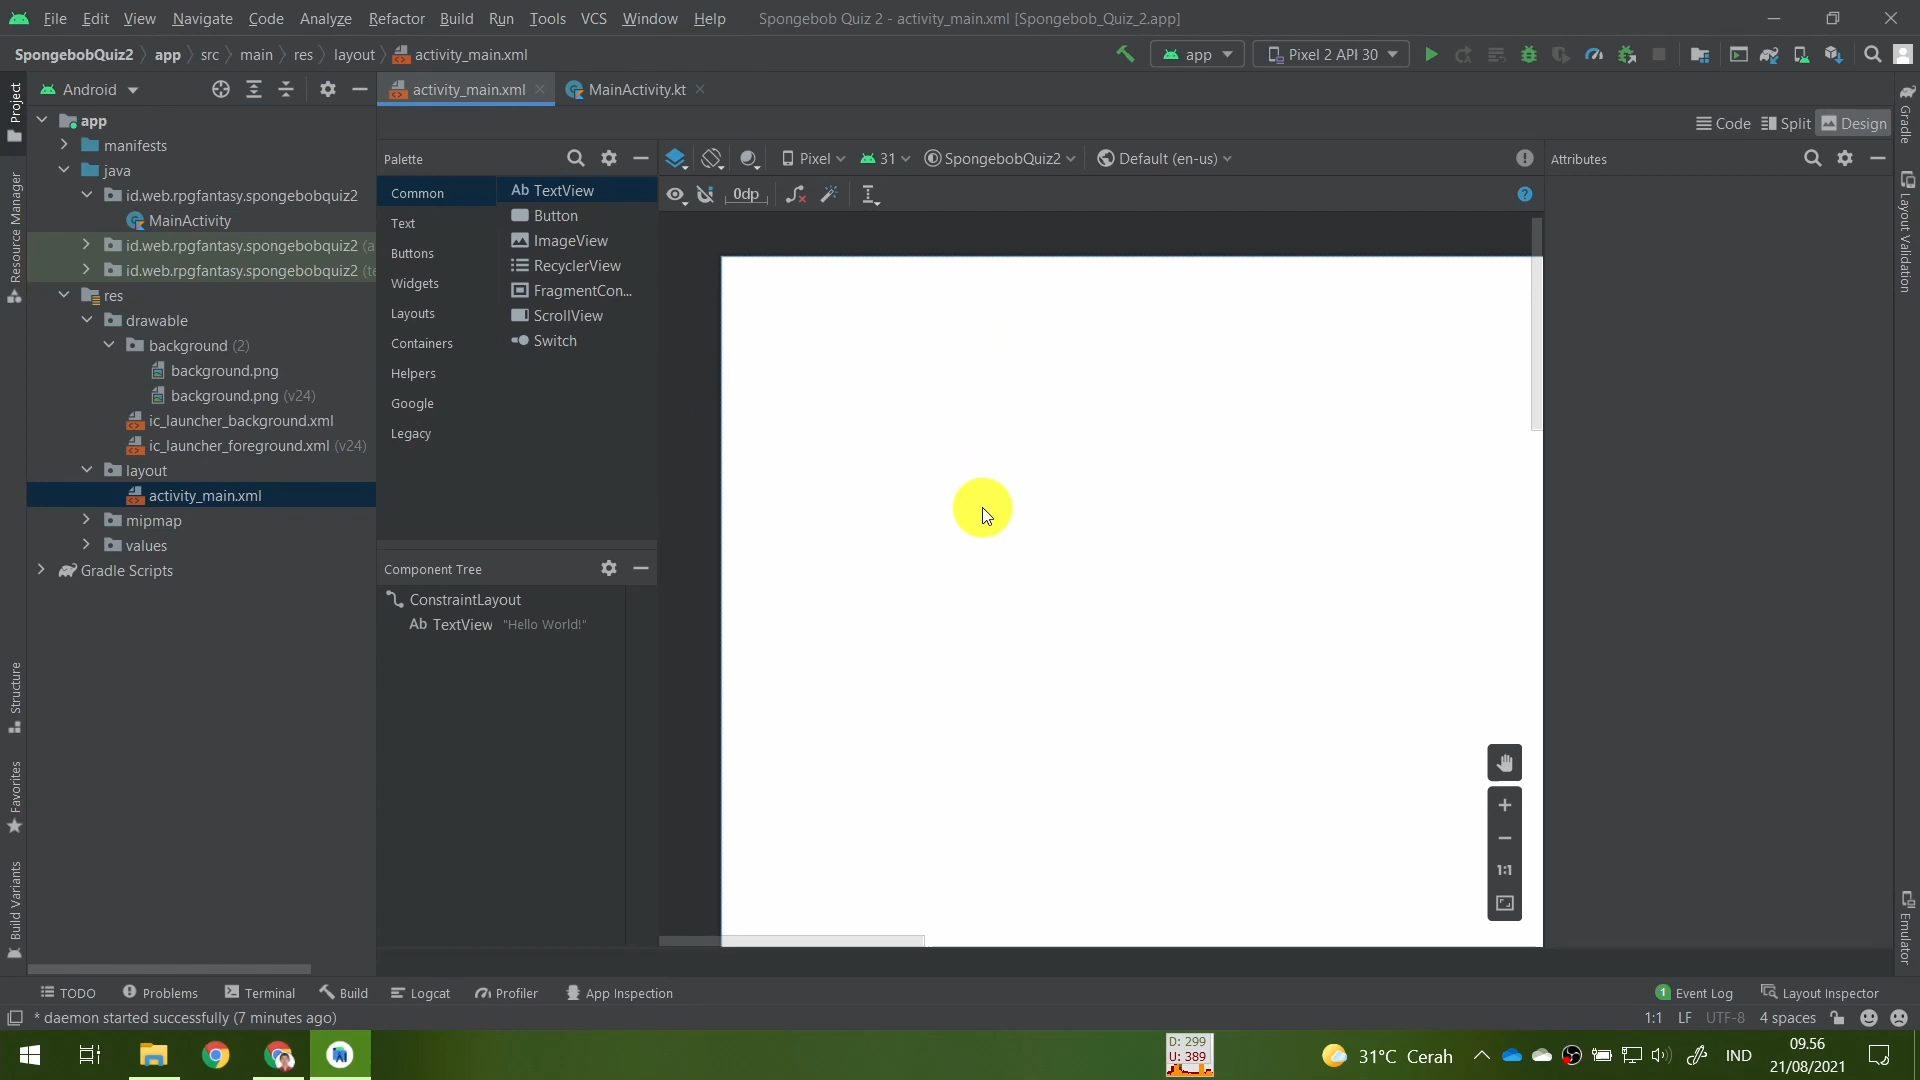 File Edit View Navigate Code Analyze Refactor Build Run Tools VCS Window Help Spongebob Quiz 2 - activity_main.xml [Spongebob_Quiz_2.app]
SpongebobQuiz2 app src main res layout activity_main.xml app Pixel 2 API 30
Project
Android
activity_main.xml MainActivity.kt
Gradle
app
manifests
java
id.web.rpgfantasy.spongebobquiz2
MainActivity
id.web.rpgfantasy.spongebobquiz2 (a
id.web.rpgfantasy.spongebobquiz2 (te
res
drawable
background (2)
background.png
background.png (v24)
ic_launcher_background.xml
ic_launcher_foreground.xml (v24)
layout
activity_main.xml
mipmap
values
Gradle Scripts
Resource Manager
Structure
Favorites
Build Variants
Code Split Design
Palette
Common
Text
Buttons
Widgets
Layouts
Containers
Helpers
Google
Legacy
Ab TextView
Button
ImageView
RecyclerView
FragmentCon...
ScrollView
Switch
Component Tree
ConstraintLayout
Ab TextView "Hello World!"
Pixel 31 SpongebobQuiz2 Default (en-us)
0dp
1:1
Attributes
Layout Validation
Emulator
TODO Problems Terminal Build Logcat Profiler App Inspection 1 Event Log Layout Inspector
* daemon started successfully (7 minutes ago) 1:1 LF UTF-8 4 spaces
D: 299
U: 389
31°C Cerah
IND
09.56
21/08/2021